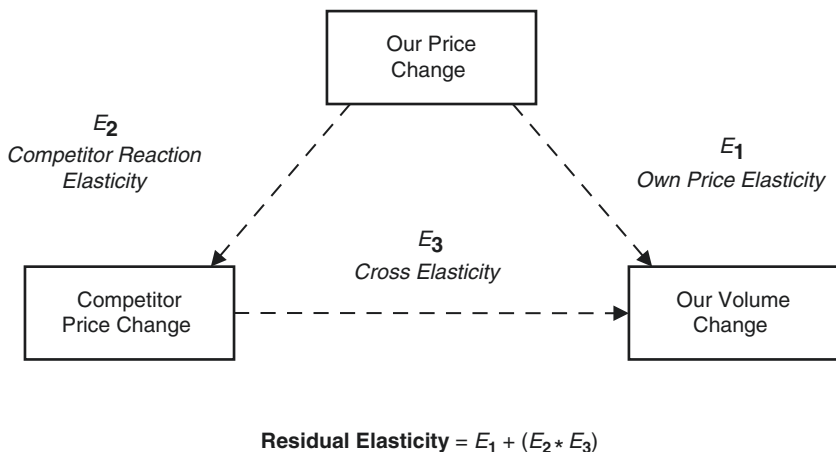 Our Price
Change
E2
Competitor Reaction
Elasticity
E1
Own Price Elasticity
E3
Cross Elasticity
Competitor
Price Change
Our Volume
Change
Residual Elasticity = E1 + (E2 * E3)